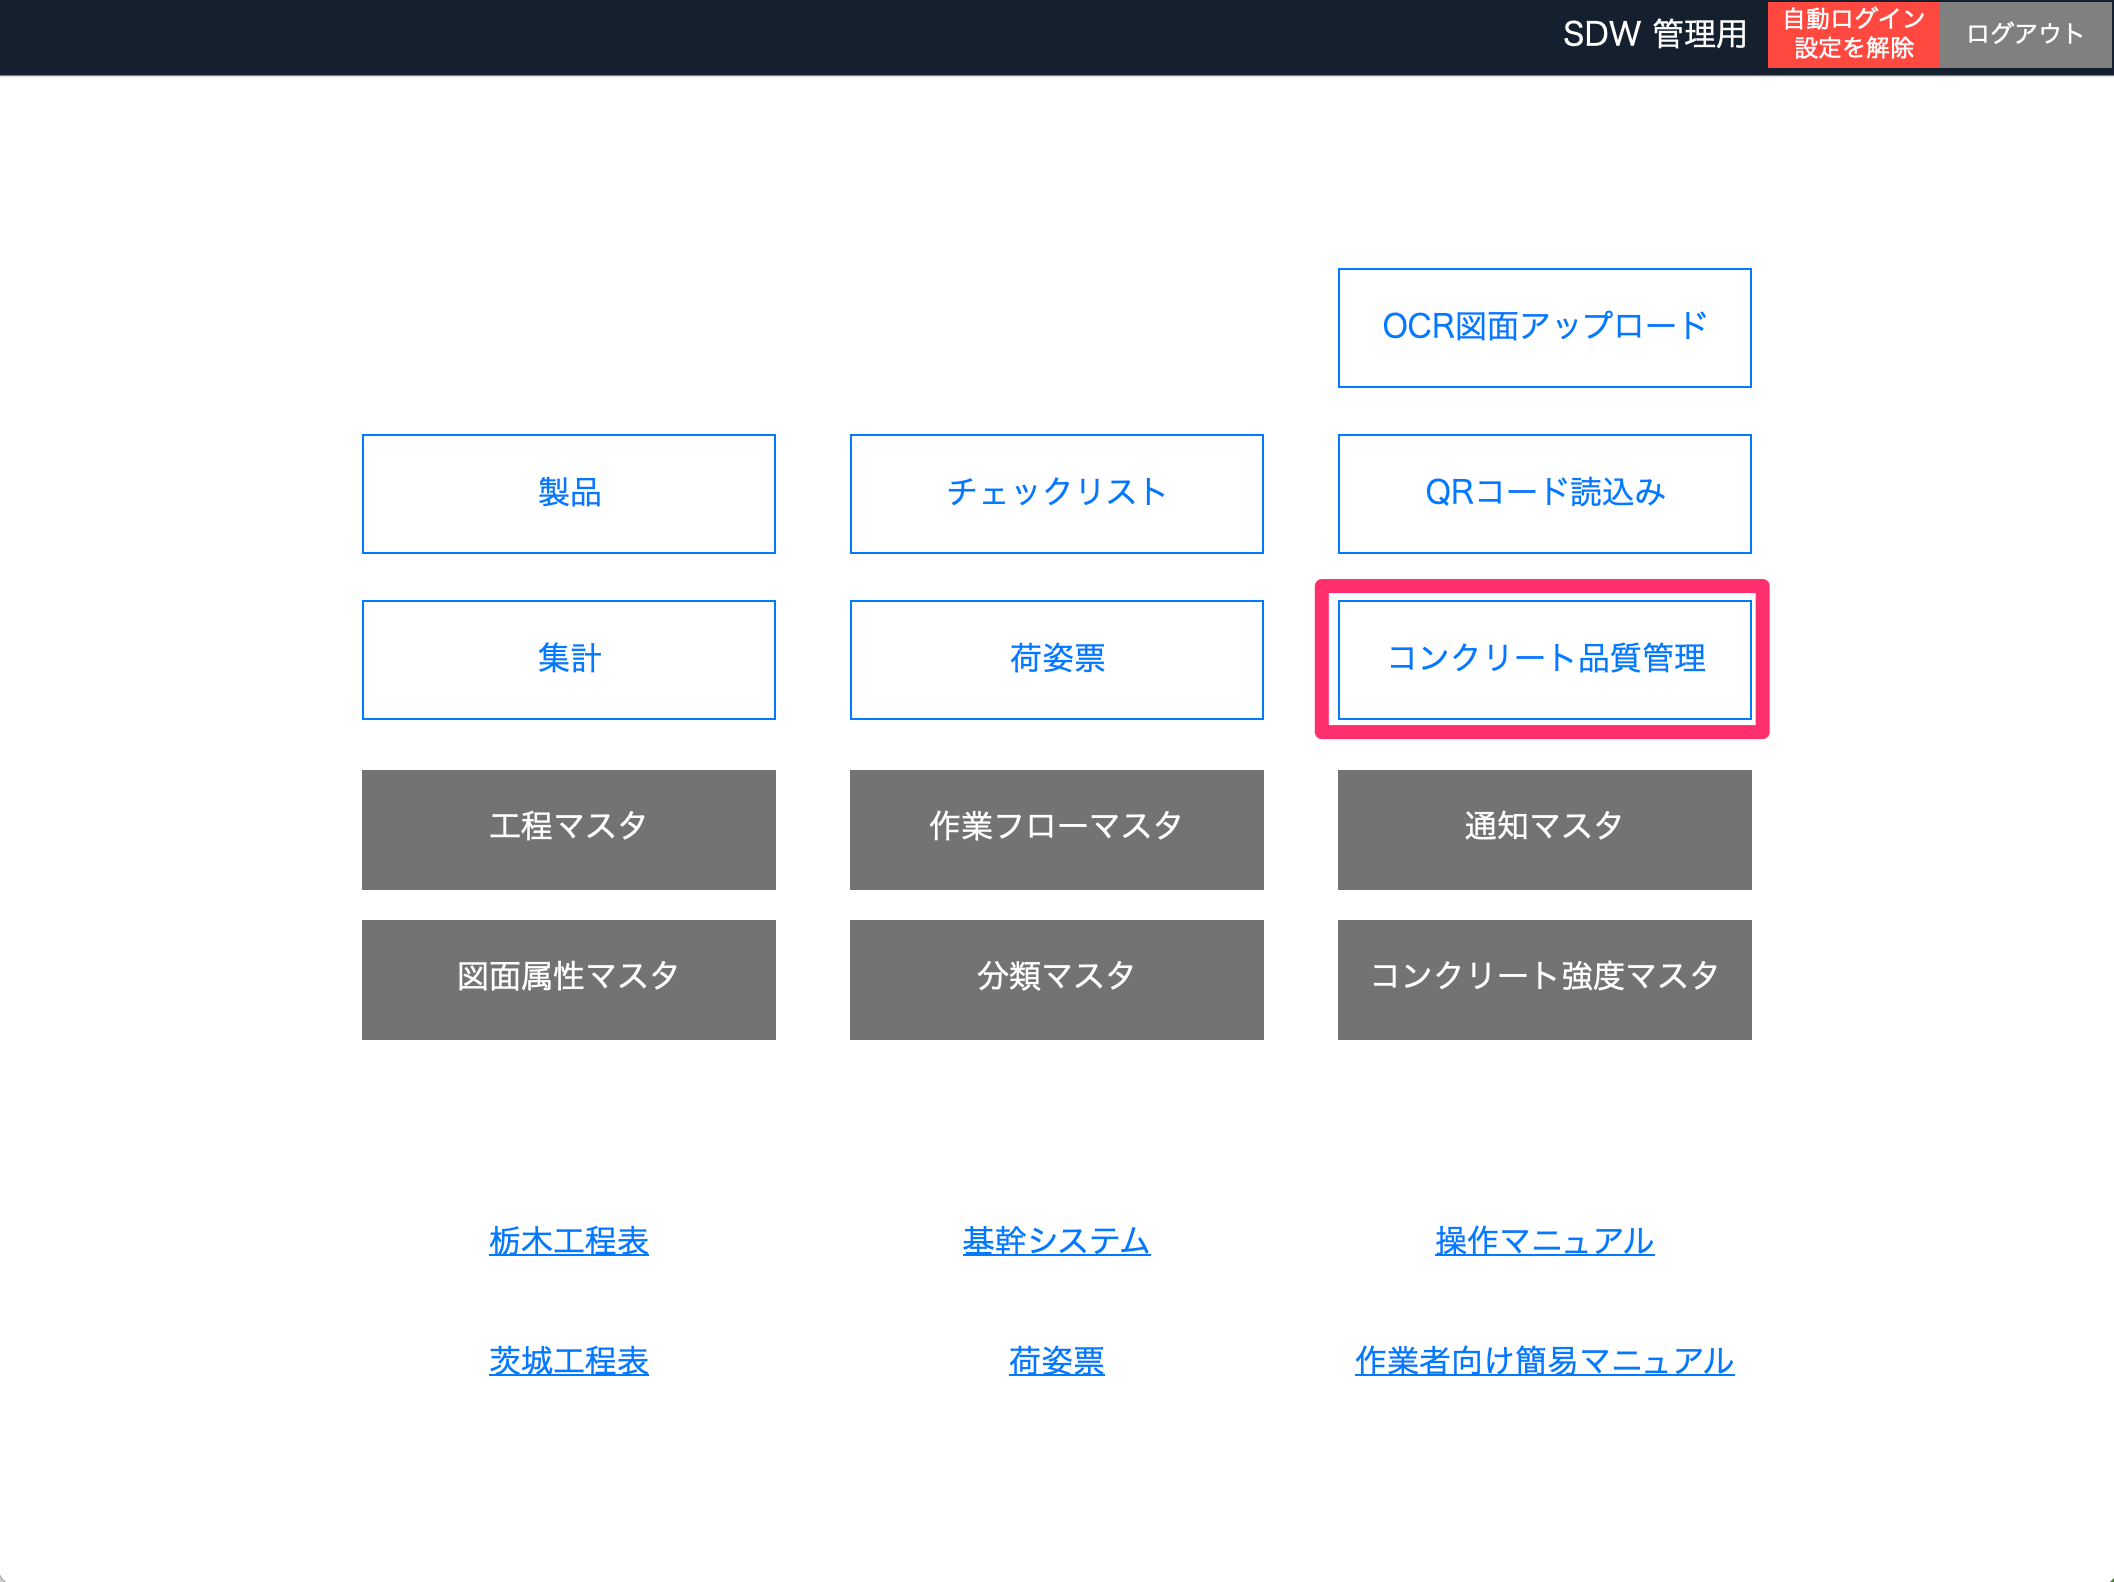 SDW 管理用
自動ログイン
設定を解除
ログアウト
OCR図面アップロード
製品
チェックリスト
QRコード読込み
集計
荷姿票
コンクリート品質管理
工程マスタ
作業フローマスタ
通知マスタ
図面属性マスタ
分類マスタ
コンクリート強度マスタ
栃木工程表
基幹システム
操作マニュアル
茨城工程表
荷姿票
作業者向け簡易マニュアル